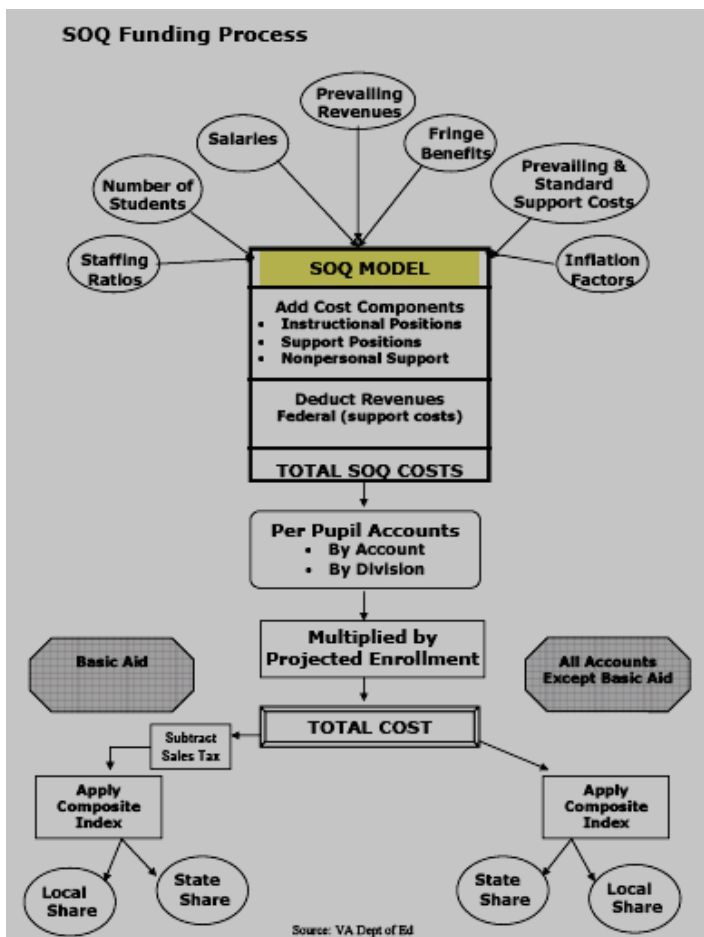 SOQ Funding Process
Prevailing
Revenues
Salaries
Fringe
Benefits
Number of
Students
Prevailing &
Standard
Support Costs
Staffing
Ratios
Inflation
Factors
SOQ MODEL
Add Cost Components
• Instructional Positions
• Support Positions
• Nonpersonal Support
Deduct Revenues
Federal (support costs)
TOTAL SOQ COSTS
Per Pupil Accounts
• By Account
• By Division
Multiplied by
Projected Enrollment
Basic Aid
All Accounts
Except Basic Aid
TOTAL COST
Subtract
Sales Tax
Apply
Composite
Index
Apply
Composite
Index
Local
Share
State
Share
State
Share
Local
Share
Source: VA Dept of Ed